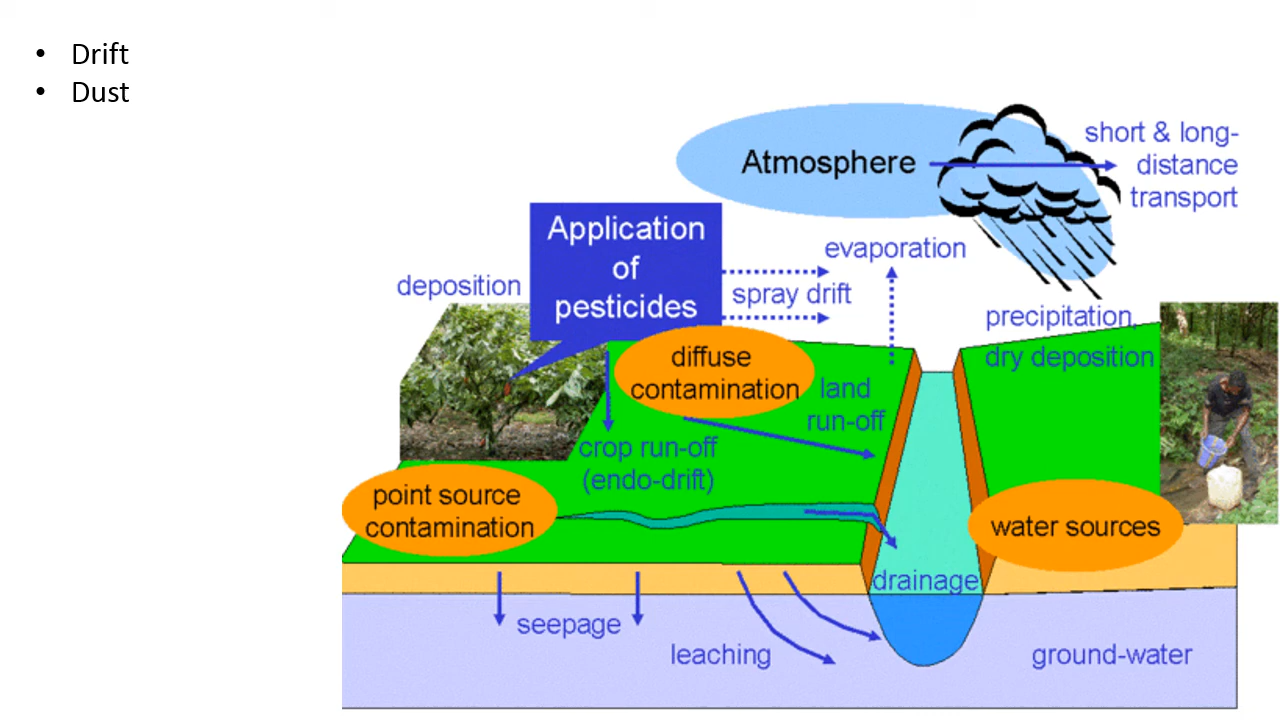 • Drift
• Dust
Atmosphere
short & long-
distance
transport
Application
of
pesticides
deposition
evaporation
spray drift
precipitation,
dry deposition
diffuse
contamination
land
run-off
crop run-off
(endo-drift)
point source
contamination
water sources
drainage
seepage
leaching
ground-water